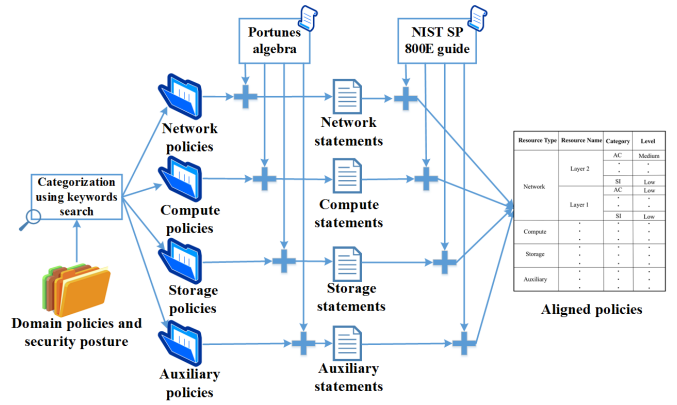 Portunes
algebra
NIST SP
800E guide
Categorization
using keywords
search
Domain policies and
security posture
Network
policies
Compute
policies
Storage
policies
Auxiliary
policies
Network
statements
Compute
statements
Storage
statements
Auxiliary
statements
Resource Type Resource Name Category Level
AC Medium
Layer 2
SI Low
Network
AC Low
Layer 1
SI Low
Compute
Storage
Auxiliary
Aligned policies